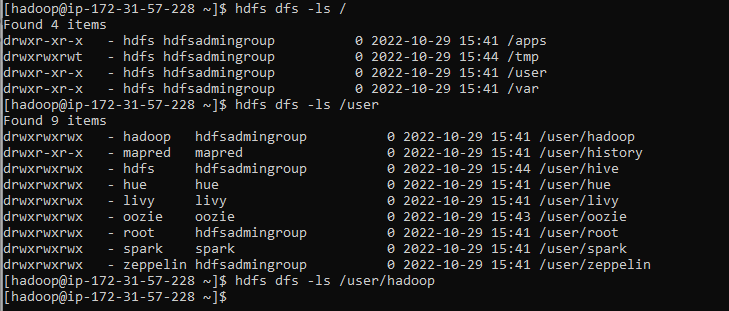 [hadoop@ip-172-31-57-228 ~]$ hdfs dfs -ls /
Found 4 items
drwxr-xr-x   - hdfs hdfsadmingroup          0 2022-10-29 15:41 /apps
drwxrwxrwt   - hdfs hdfsadmingroup          0 2022-10-29 15:44 /tmp
drwxr-xr-x   - hdfs hdfsadmingroup          0 2022-10-29 15:41 /user
drwxr-xr-x   - hdfs hdfsadmingroup          0 2022-10-29 15:41 /var
[hadoop@ip-172-31-57-228 ~]$ hdfs dfs -ls /user
Found 9 items
drwxrwxrwx   - hadoop   hdfsadmingroup          0 2022-10-29 15:41 /user/hadoop
drwxr-xr-x   - mapred   mapred                  0 2022-10-29 15:41 /user/history
drwxrwxrwx   - hdfs     hdfsadmingroup          0 2022-10-29 15:44 /user/hive
drwxrwxrwx   - hue      hue                     0 2022-10-29 15:41 /user/hue
drwxrwxrwx   - livy     livy                    0 2022-10-29 15:41 /user/livy
drwxrwxrwx   - oozie    oozie                   0 2022-10-29 15:43 /user/oozie
drwxrwxrwx   - root     hdfsadmingroup          0 2022-10-29 15:41 /user/root
drwxrwxrwx   - spark    spark                   0 2022-10-29 15:41 /user/spark
drwxrwxrwx   - zeppelin hdfsadmingroup          0 2022-10-29 15:41 /user/zeppelin
[hadoop@ip-172-31-57-228 ~]$ hdfs dfs -ls /user/hadoop
[hadoop@ip-172-31-57-228 ~]$